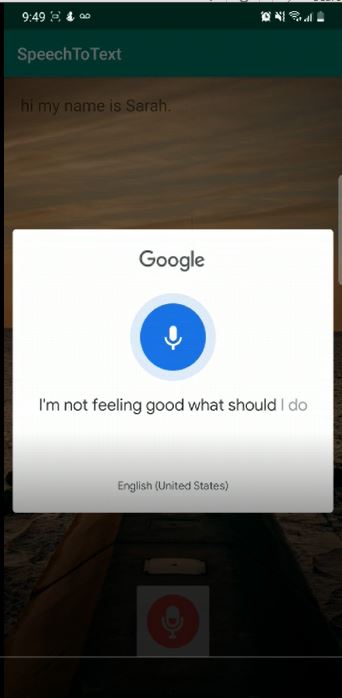 9:49
SpeechToText
hi my name is Sarah.
Google
I'm not feeling good what should I do
English (United States)